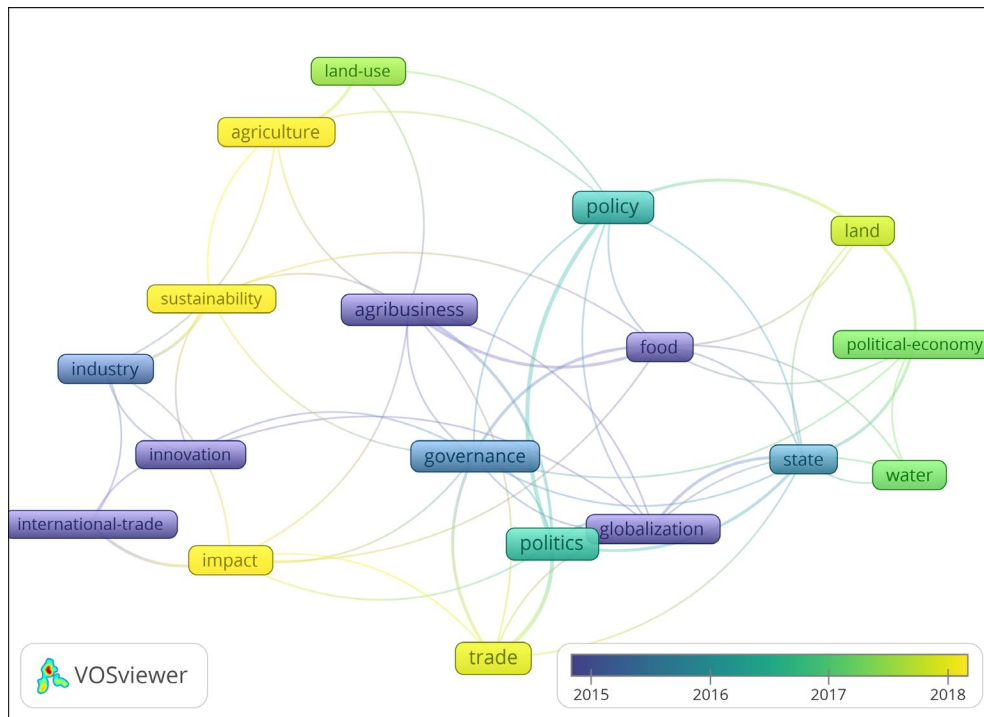 land-use
agriculture
policy
land
sustainability
agribusiness
food
political-economy
industry
innovation
governance
state
water
international-trade
globalization
politics
impact
trade
VOSviewer
2015 2016 2017 2018